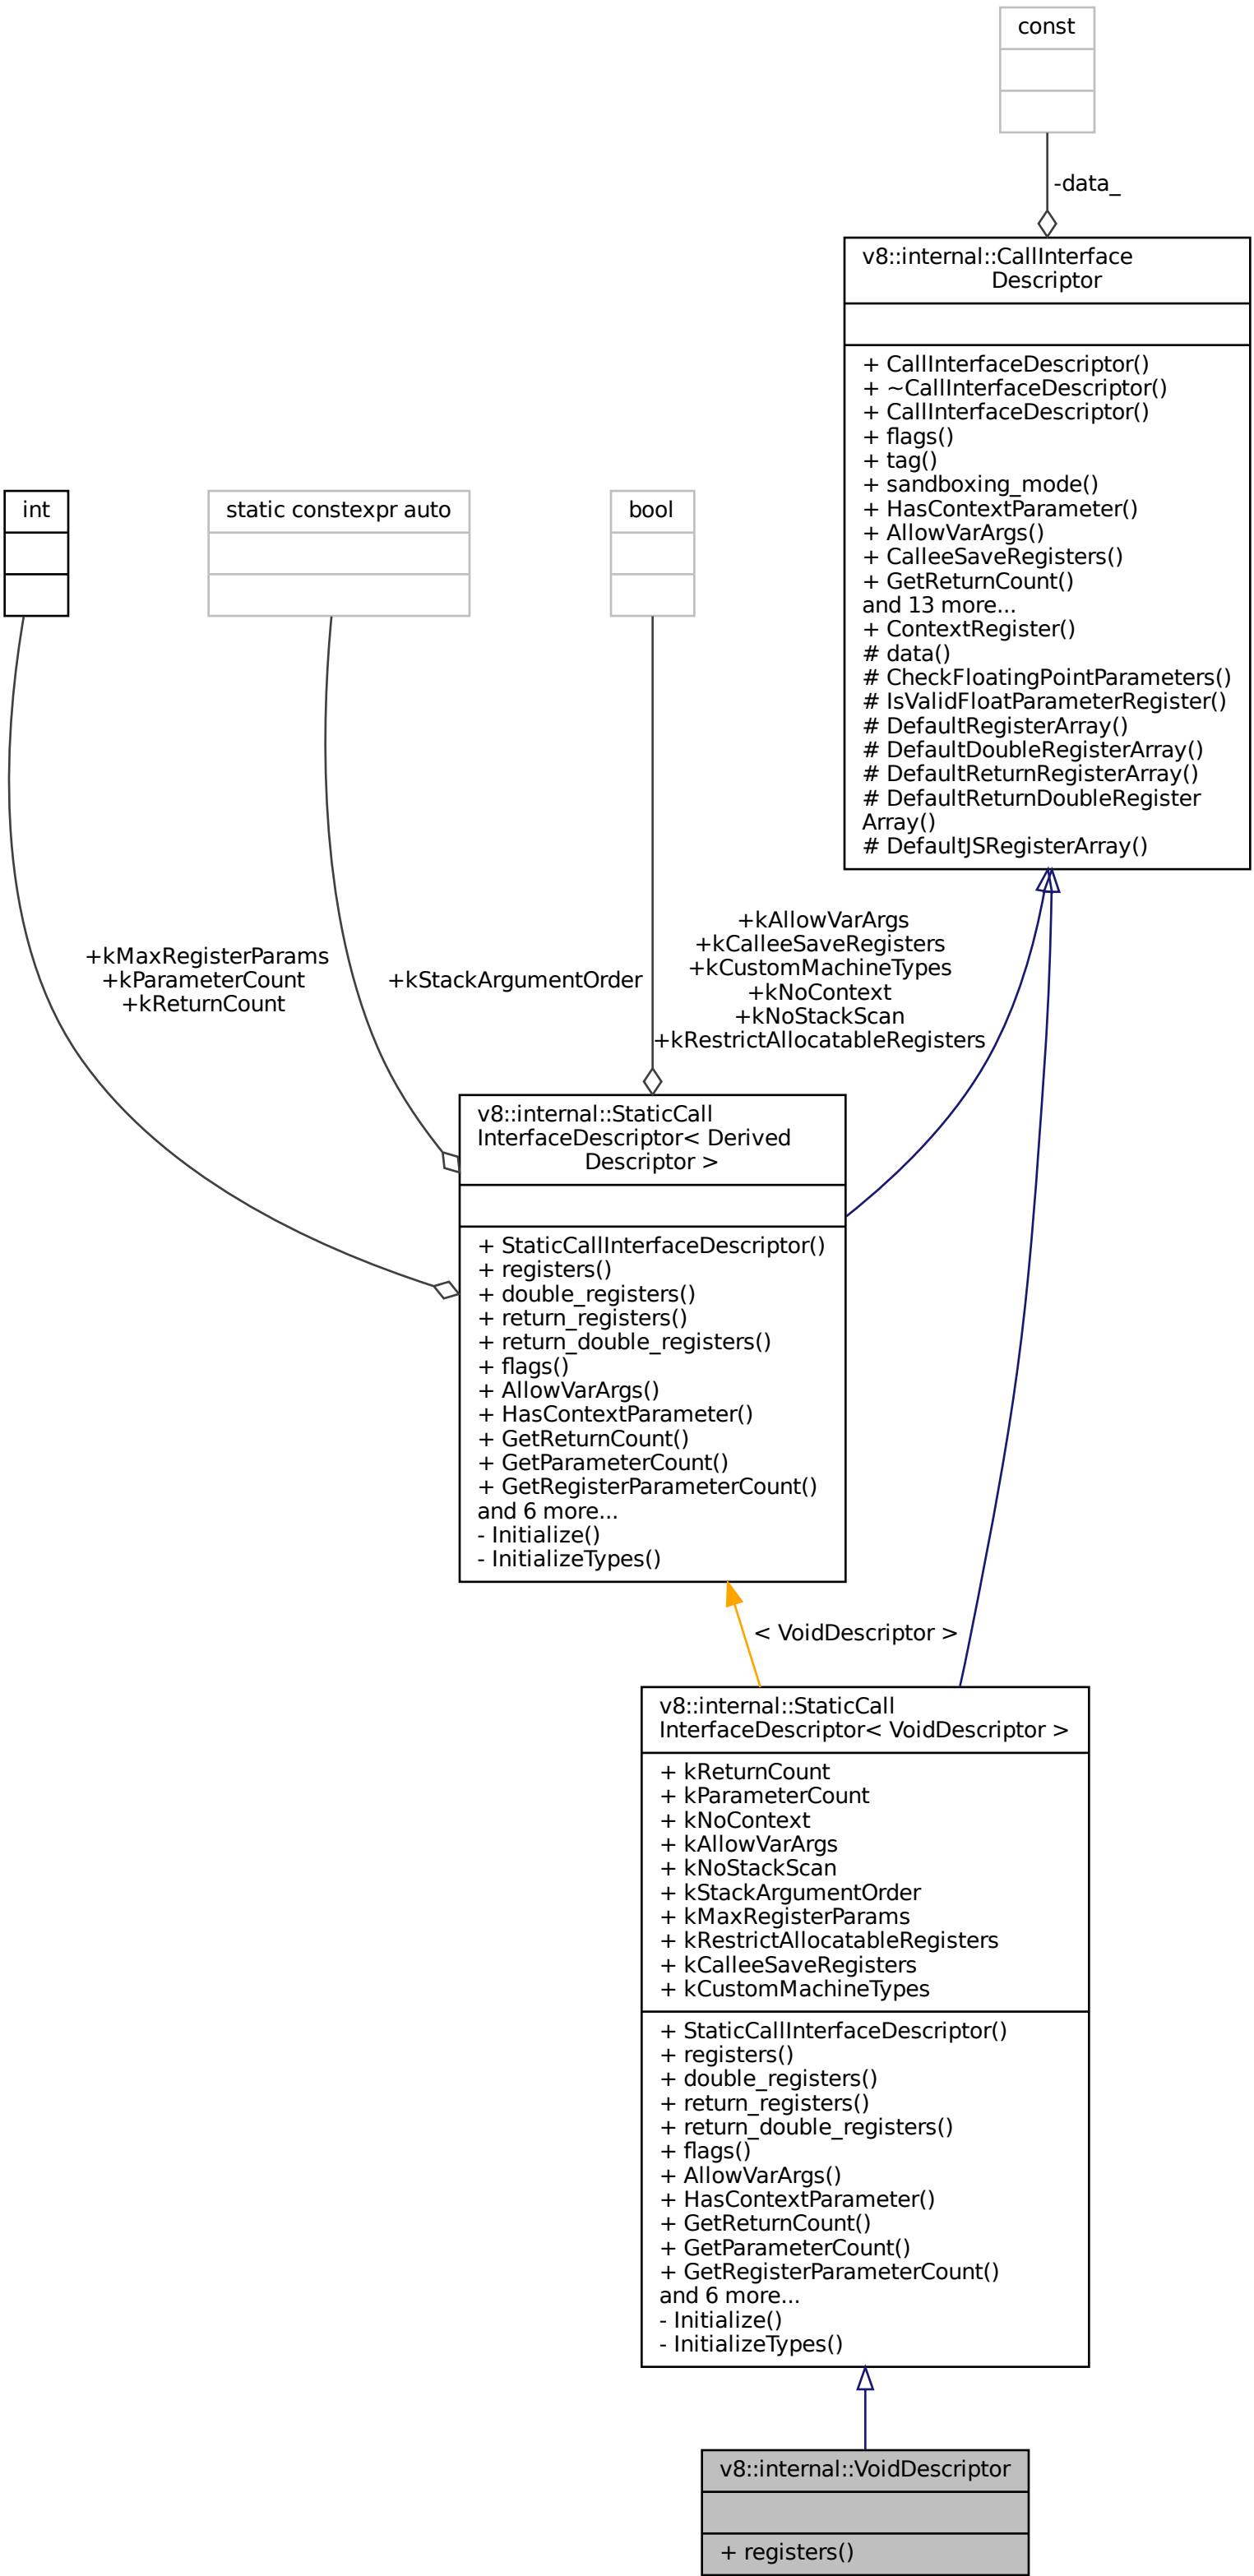 const
-data_
v8::internal::CallInterface
Descriptor
+ CallInterfaceDescriptor()
+ ~CallInterfaceDescriptor()
+ CallInterfaceDescriptor()
+ flags()
+ tag()
+ sandboxing_mode()
+ HasContextParameter()
+ AllowVarArgs()
+ CalleeSaveRegisters()
+ GetReturnCount()
and 13 more...
+ ContextRegister()
# data()
# CheckFloatingPointParameters()
# IsValidFloatParameterRegister()
# DefaultRegisterArray()
# DefaultDoubleRegisterArray()
# DefaultReturnRegisterArray()
# DefaultReturnDoubleRegister
Array()
# DefaultJSRegisterArray()
int
static constexpr auto
bool
+kMaxRegisterParams
+kParameterCount
+kReturnCount
+kStackArgumentOrder
+kAllowVarArgs
+kCalleeSaveRegisters
+kCustomMachineTypes
+kNoContext
+kNoStackScan
+kRestrictAllocatableRegisters
v8::internal::StaticCall
InterfaceDescriptor< Derived
Descriptor >
+ StaticCallInterfaceDescriptor()
+ registers()
+ double_registers()
+ return_registers()
+ return_double_registers()
+ flags()
+ AllowVarArgs()
+ HasContextParameter()
+ GetReturnCount()
+ GetParameterCount()
+ GetRegisterParameterCount()
and 6 more...
- Initialize()
- InitializeTypes()
< VoidDescriptor >
v8::internal::StaticCall
InterfaceDescriptor< VoidDescriptor >
+ kReturnCount
+ kParameterCount
+ kNoContext
+ kAllowVarArgs
+ kNoStackScan
+ kStackArgumentOrder
+ kMaxRegisterParams
+ kRestrictAllocatableRegisters
+ kCalleeSaveRegisters
+ kCustomMachineTypes
+ StaticCallInterfaceDescriptor()
+ registers()
+ double_registers()
+ return_registers()
+ return_double_registers()
+ flags()
+ AllowVarArgs()
+ HasContextParameter()
+ GetReturnCount()
+ GetParameterCount()
+ GetRegisterParameterCount()
and 6 more...
- Initialize()
- InitializeTypes()
v8::internal::VoidDescriptor
+ registers()